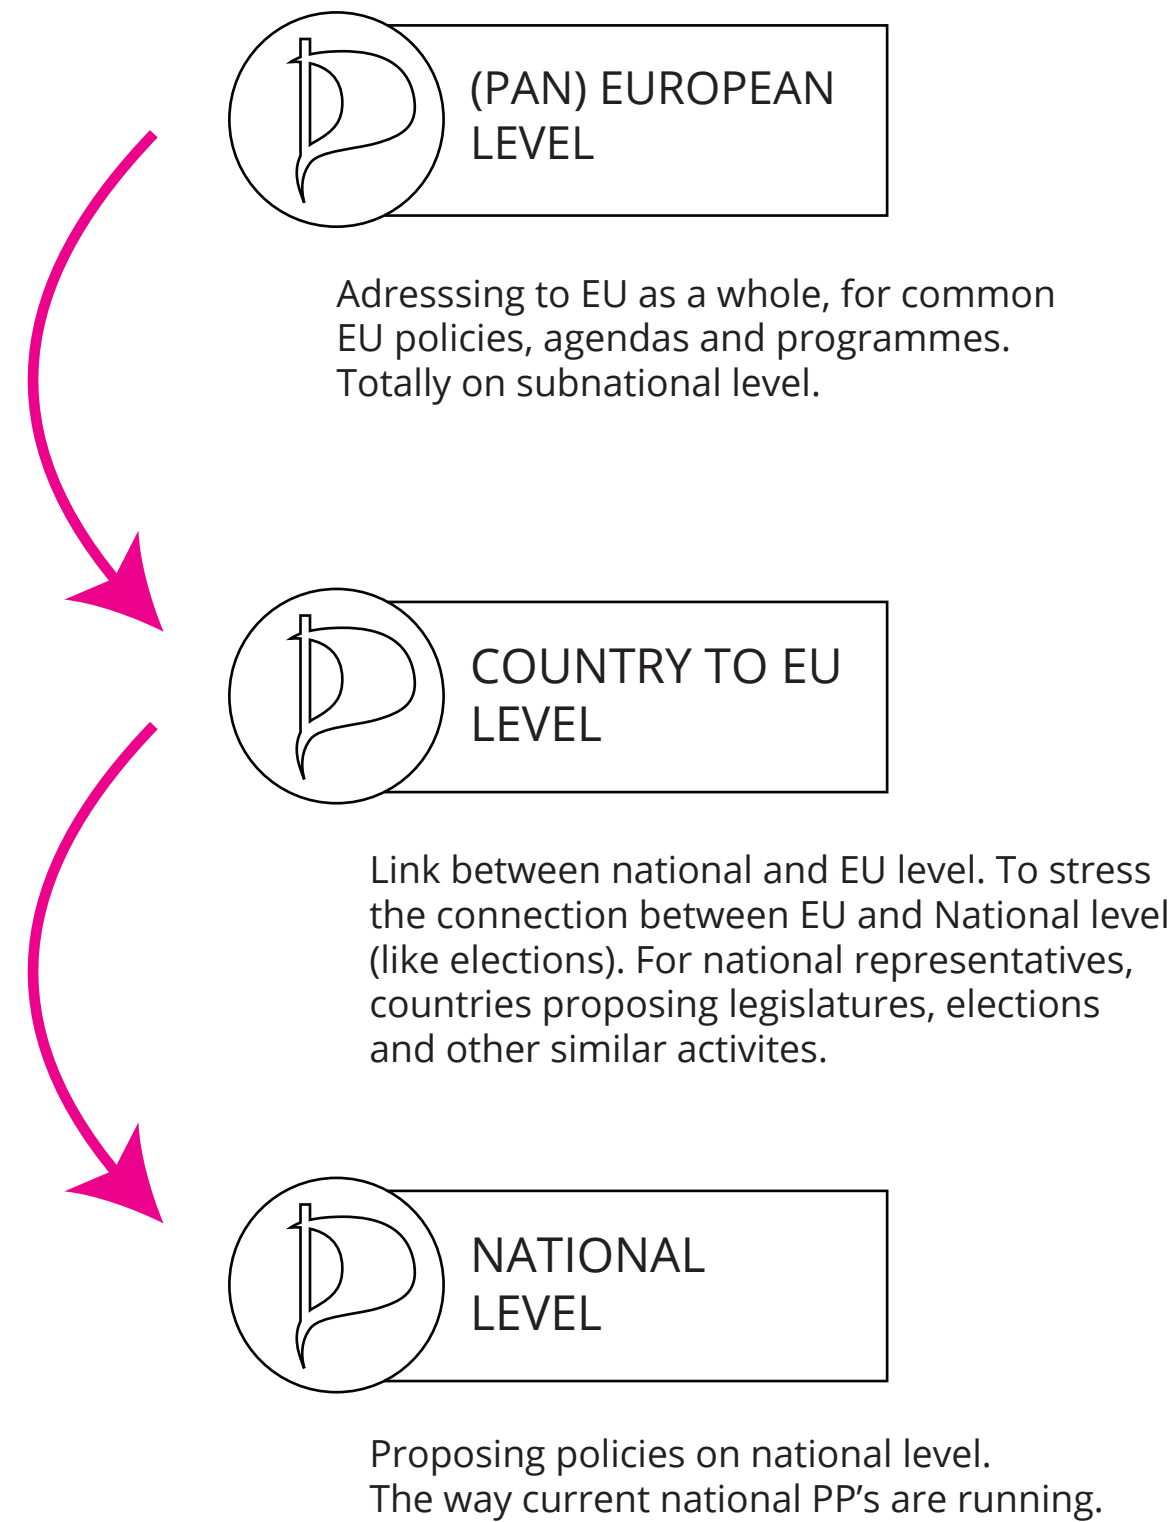 (PAN) EUROPEAN
LEVEL
Adresssing to EU as a whole, for common
EU policies, agendas and programmes.
Totally on subnational level.
COUNTRY TO EU
LEVEL
Link between national and EU level. To stress
the connection between EU and National level
(like elections). For national representatives,
countries proposing legislatures, elections
and other similar activites.
NATIONAL
LEVEL
Proposing policies on national level.
The way current national PP’s are running.